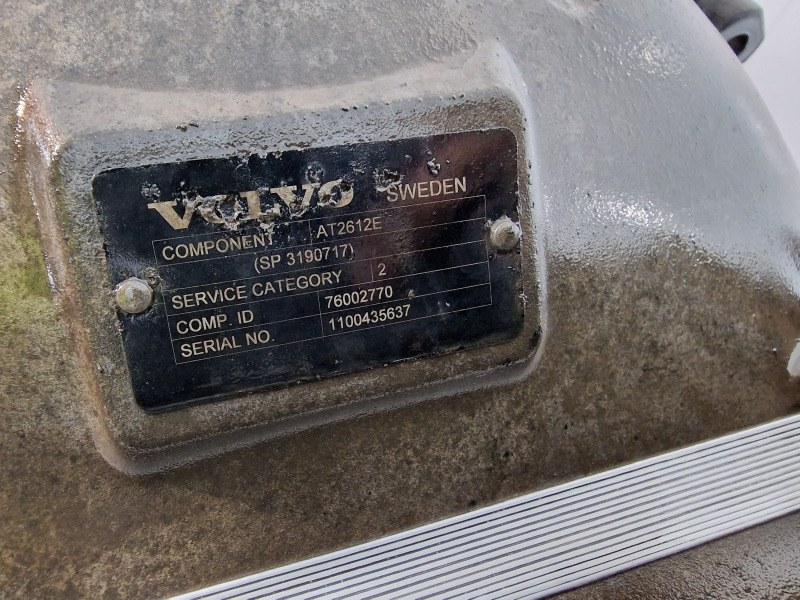 VOLVO SWEDEN
COMPONENT AT2612E
(SP 3190717)
SERVICE CATEGORY 2
COMP. ID 76002770
SERIAL NO. 1100435637